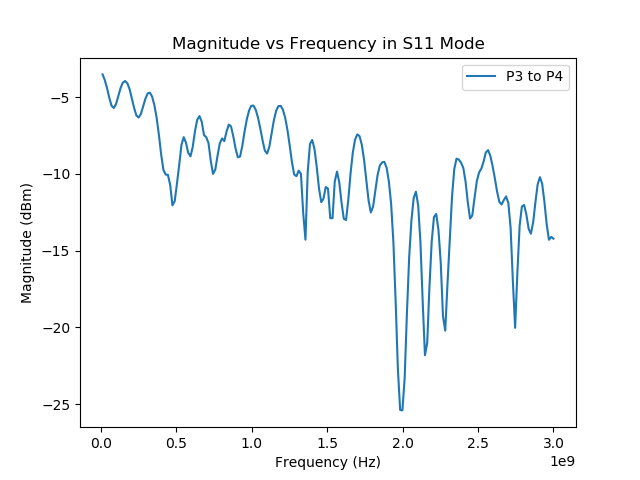 Magnitude vs Frequency in S11 Mode
P3 to P4
Magnitude (dBm)
−5
−10
−15
−20
−25
0.0 0.5 1.0 1.5 2.0 2.5 3.0
1e9
Frequency (Hz)